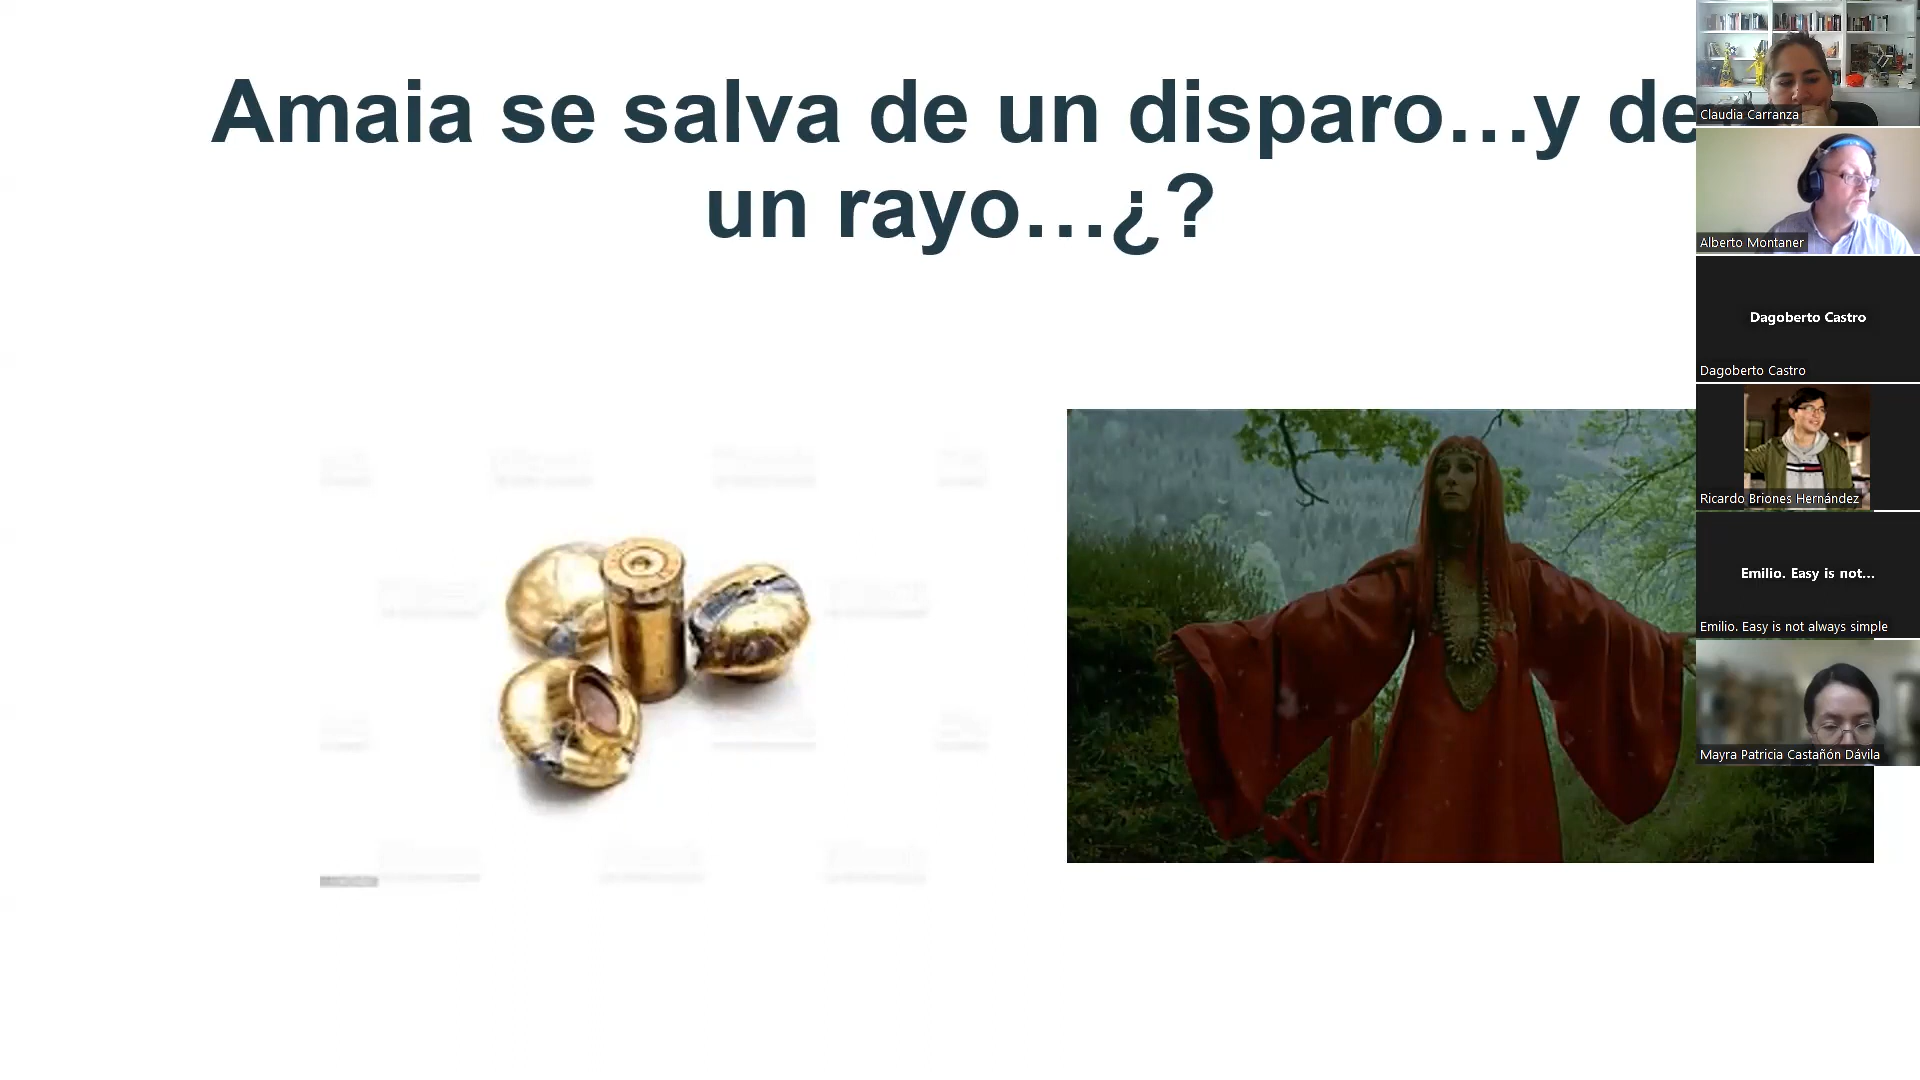 Amaia se salva de un disparo…y de
un rayo…¿?
Claudia Carranza
Alberto Montaner
Dagoberto Castro
Dagoberto Castro
Ricardo Briones Hernández
Emilio. Easy is not...
Emilio. Easy is not always simple
Mayra Patricia Castañón Dávila